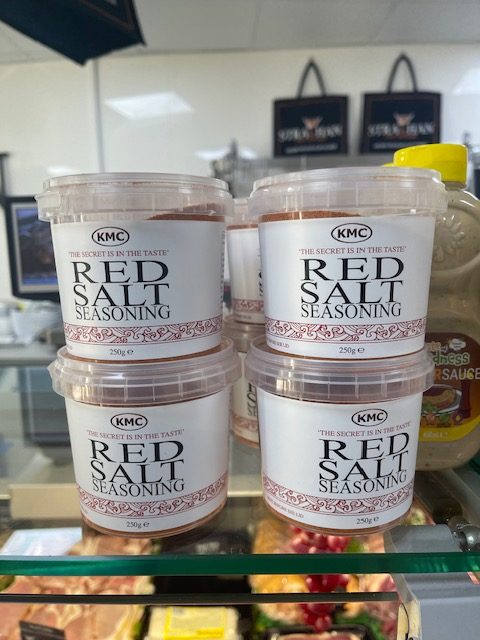 STRATHAN
KMC
"THE SECRET IS IN THE TASTE"
RED
SALT
SEASONING
250g e
KMC
"THE SECRET IS IN THE TASTE"
RED
SALT
SEASONING
250g e
KMC
"THE SECRET IS IN THE TASTE"
RED
SALT
SEASONING
250g e
KMC
"THE SECRET IS IN THE TASTE"
RED
SALT
SEASONING
250g e
SAUCE